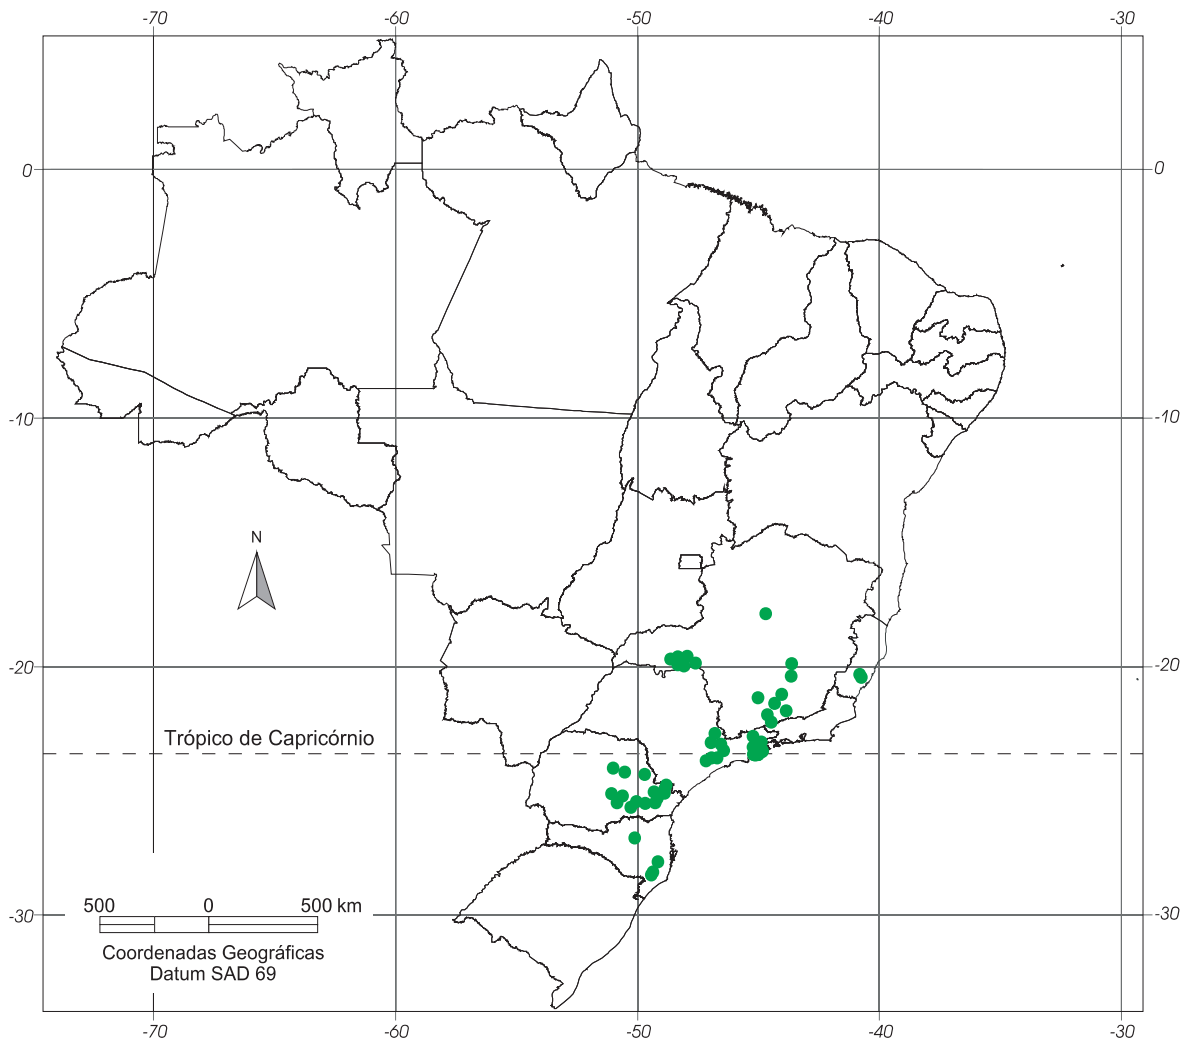 -70 -60 -50 -40 -30
0 0
-10 -10
N
-20 -20
Trópico de Capricórnio
500 0 500 km
-30 -30
Coordenadas Geográficas
Datum SAD 69
-70 -60 -50 -40 -30